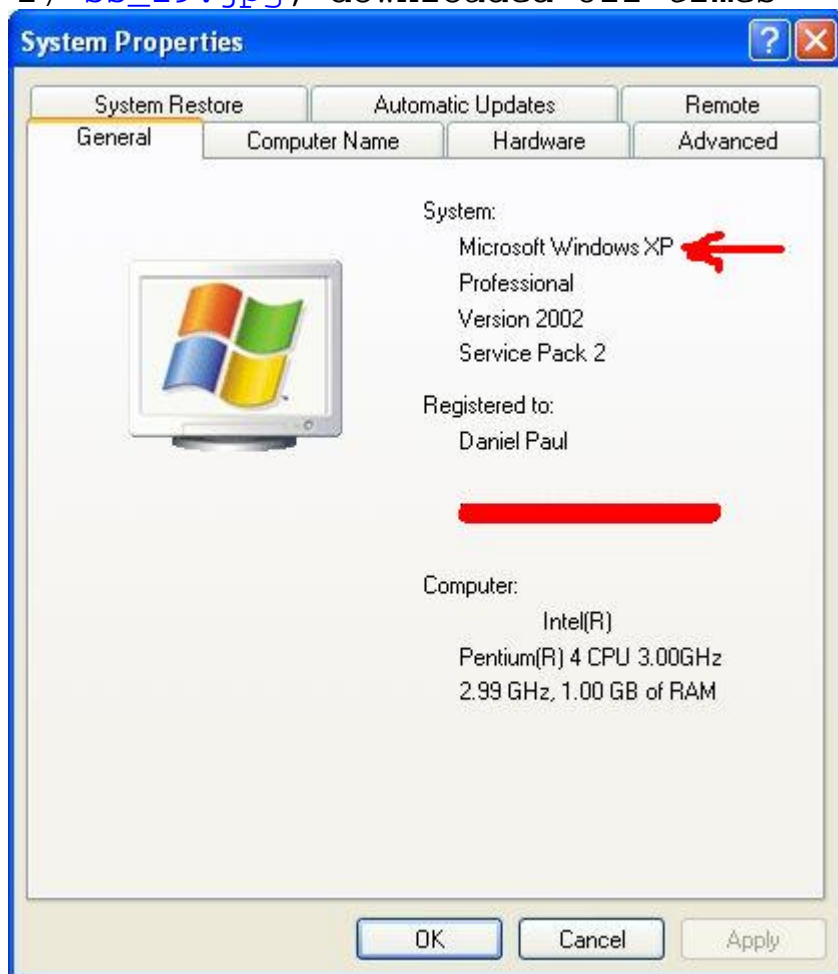 System Properties
System Restore Automatic Updates Remote
General Computer Name Hardware Advanced
System:
Microsoft Windows XP
Professional
Version 2002
Service Pack 2
Registered to:
Daniel Paul
Computer:
Intel(R)
Pentium(R) 4 CPU 3.00GHz
2.99 GHz, 1.00 GB of RAM
OK Cancel Apply